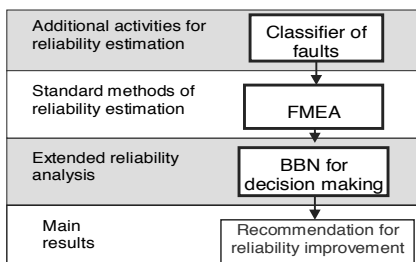 Additional activities for
reliability estimation
Classifier of
faults
Standard methods of
reliability estimation
FMEA
Extended reliability
analysis
BBN for
decision making
Main
results
Recommendation for
reliability improvement